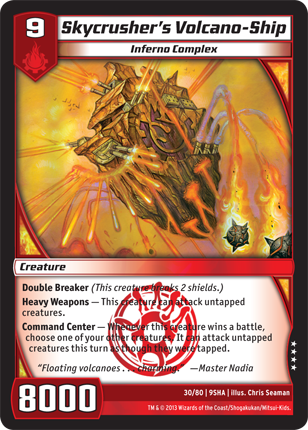 9
Skycrusher's Volcano-Ship
Inferno Complex
Creature
Double Breaker (This creature breaks 2 shields.)
Heavy Weapons — This creature can attack untapped
creatures.
Command Center — Whenever this creature wins a battle,
choose one of your other creatures. It can attack untapped
creatures this turn as though they were tapped.
"Floating volcanoes . . . charming." —Master Nadia
8000
30/80 | 9SHA | illus. Chris Seaman
TM & © 2013 Wizards of the Coast/Shogakukan/Mitsui-Kids.